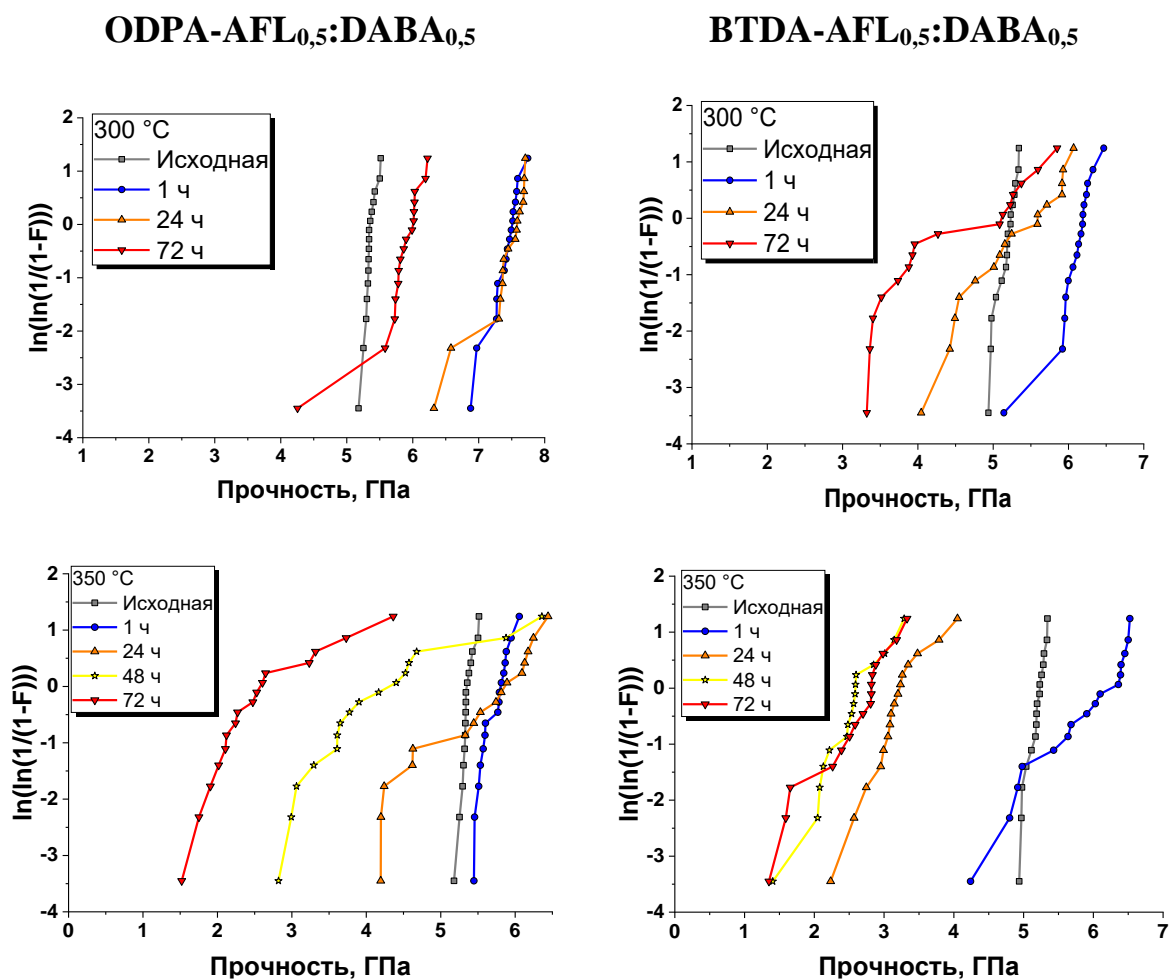 ODPA-AFL0,5:DABA0,5
BTDA-AFL0,5:DABA0,5
ln(ln(1/(1-F)))
2
1
0
-1
-2
-3
-4
300 °C
Исходная
1 ч
24 ч
72 ч
1 2 3 4 5 6 7 8
Прочность, ГПа
ln(ln(1/(1-F)))
2
1
0
-1
-2
-3
-4
300 °C
Исходная
1 ч
24 ч
72 ч
1 2 3 4 5 6 7
Прочность, ГПа
ln(ln(1/(1-F)))
2
1
0
-1
-2
-3
-4
350 °C
Исходная
1 ч
24 ч
48 ч
72 ч
0 1 2 3 4 5 6
Прочность, ГПа
ln(ln(1/(1-F)))
2
1
0
-1
-2
-3
-4
350 °C
Исходная
1 ч
24 ч
48 ч
72 ч
0 1 2 3 4 5 6 7
Прочность, ГПа